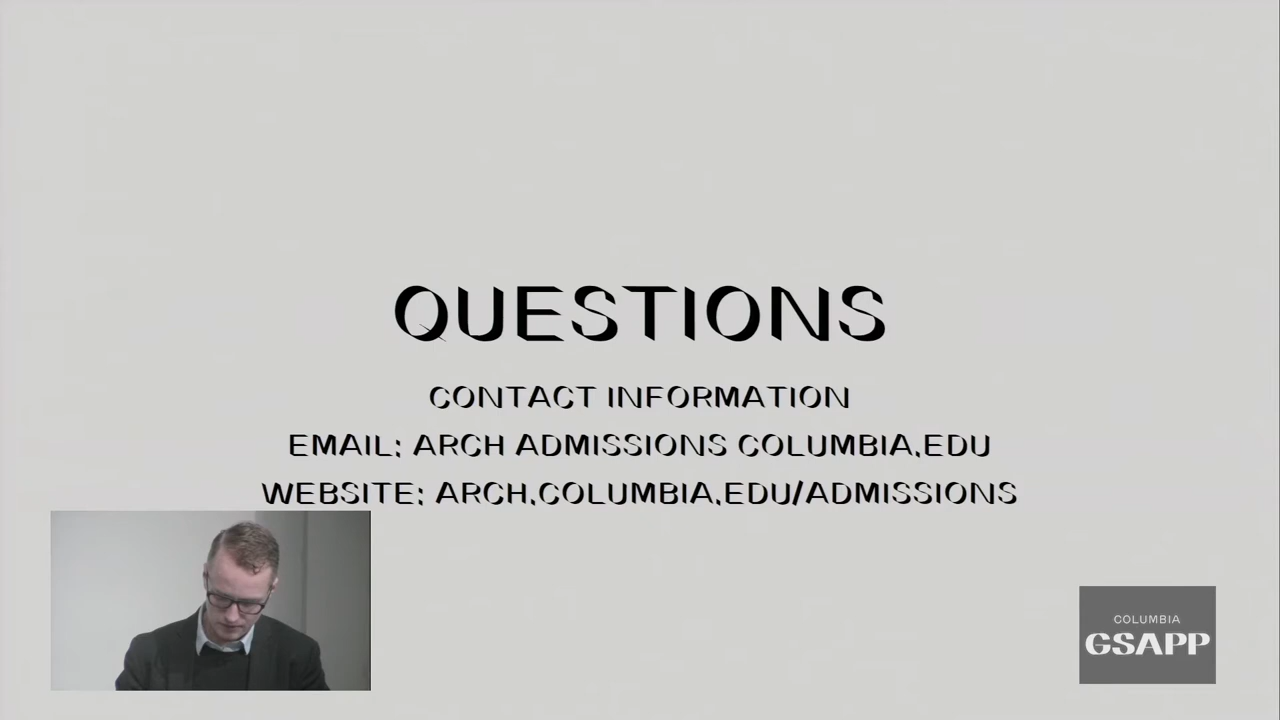 QUESTIONS
CONTACT INFORMATION
EMAIL: ARCH ADMISSIONS COLUMBIA.EDU
WEBSITE: ARCH.COLUMBIA.EDU/ADMISSIONS
COLUMBIA
GSAPP